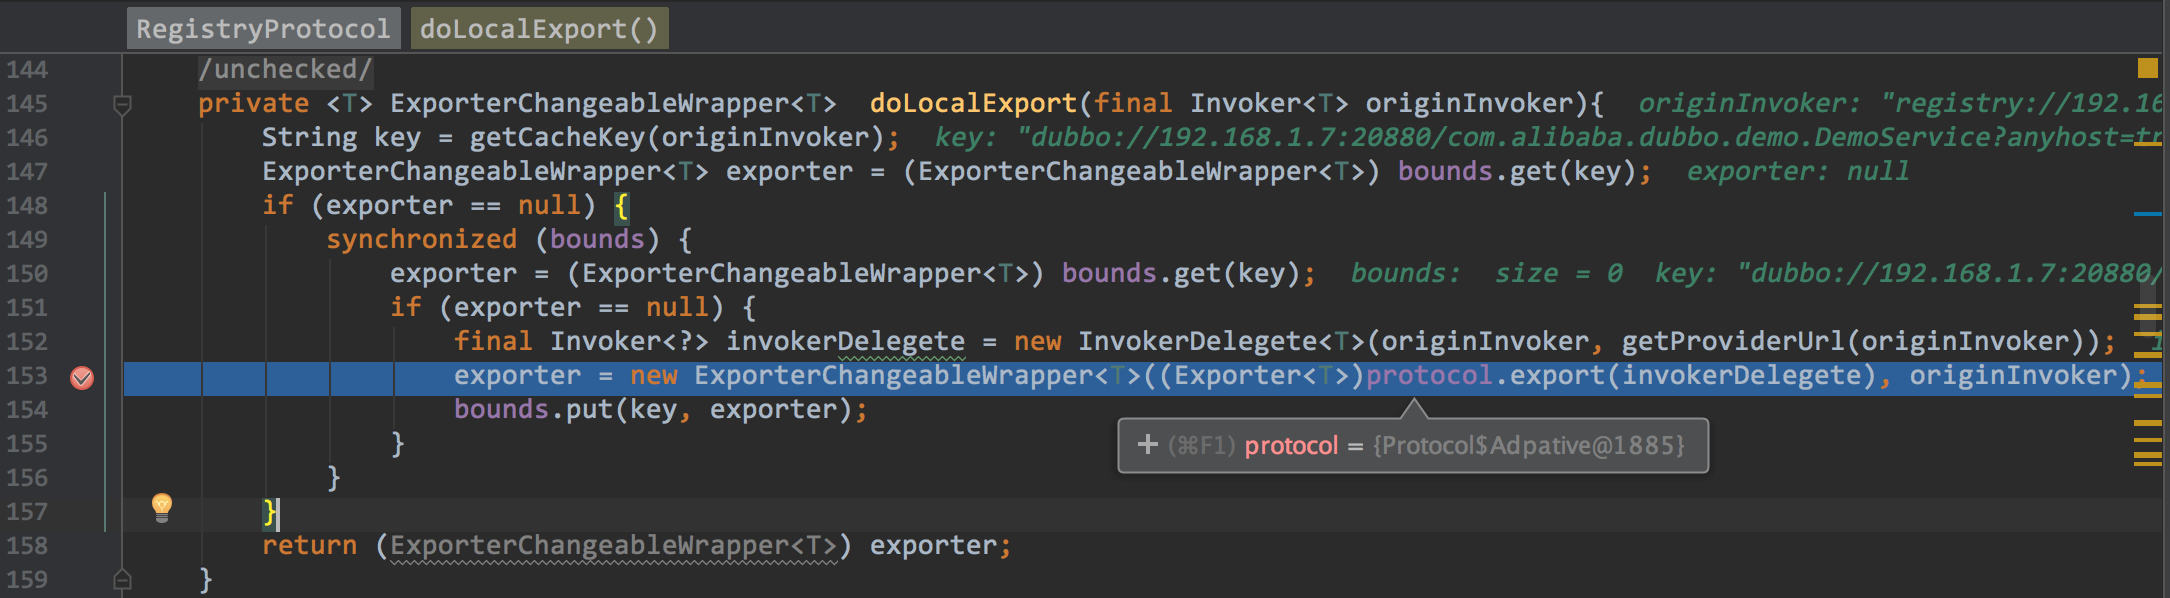 RegistryProtocol doLocalExport()
144 /unchecked/
145 private <T> ExporterChangeableWrapper<T>  doLocalExport(final Invoker<T> originInvoker){  originInvoker: "registry://192.16
146 String key = getCacheKey(originInvoker);  key: "dubbo://192.168.1.7:20880/com.alibaba.dubbo.demo.DemoService?anyhost=tr
147 ExporterChangeableWrapper<T> exporter = (ExporterChangeableWrapper<T>) bounds.get(key);  exporter: null
148 if (exporter == null) {
149 synchronized (bounds) {
150 exporter = (ExporterChangeableWrapper<T>) bounds.get(key);  bounds:  size = 0  key: "dubbo://192.168.1.7:20880/
151 if (exporter == null) {
152 final Invoker<?> invokerDelegete = new InvokerDelegete<T>(originInvoker, getProviderUrl(originInvoker));
153 exporter = new ExporterChangeableWrapper<T>((Exporter<T>)protocol.export(invokerDelegete), originInvoker);
154 bounds.put(key, exporter);
155 }
+ (⌘F1) protocol = {Protocol$Adpative@1885}
156 }
157 }
158 return (ExporterChangeableWrapper<T>) exporter;
159 }